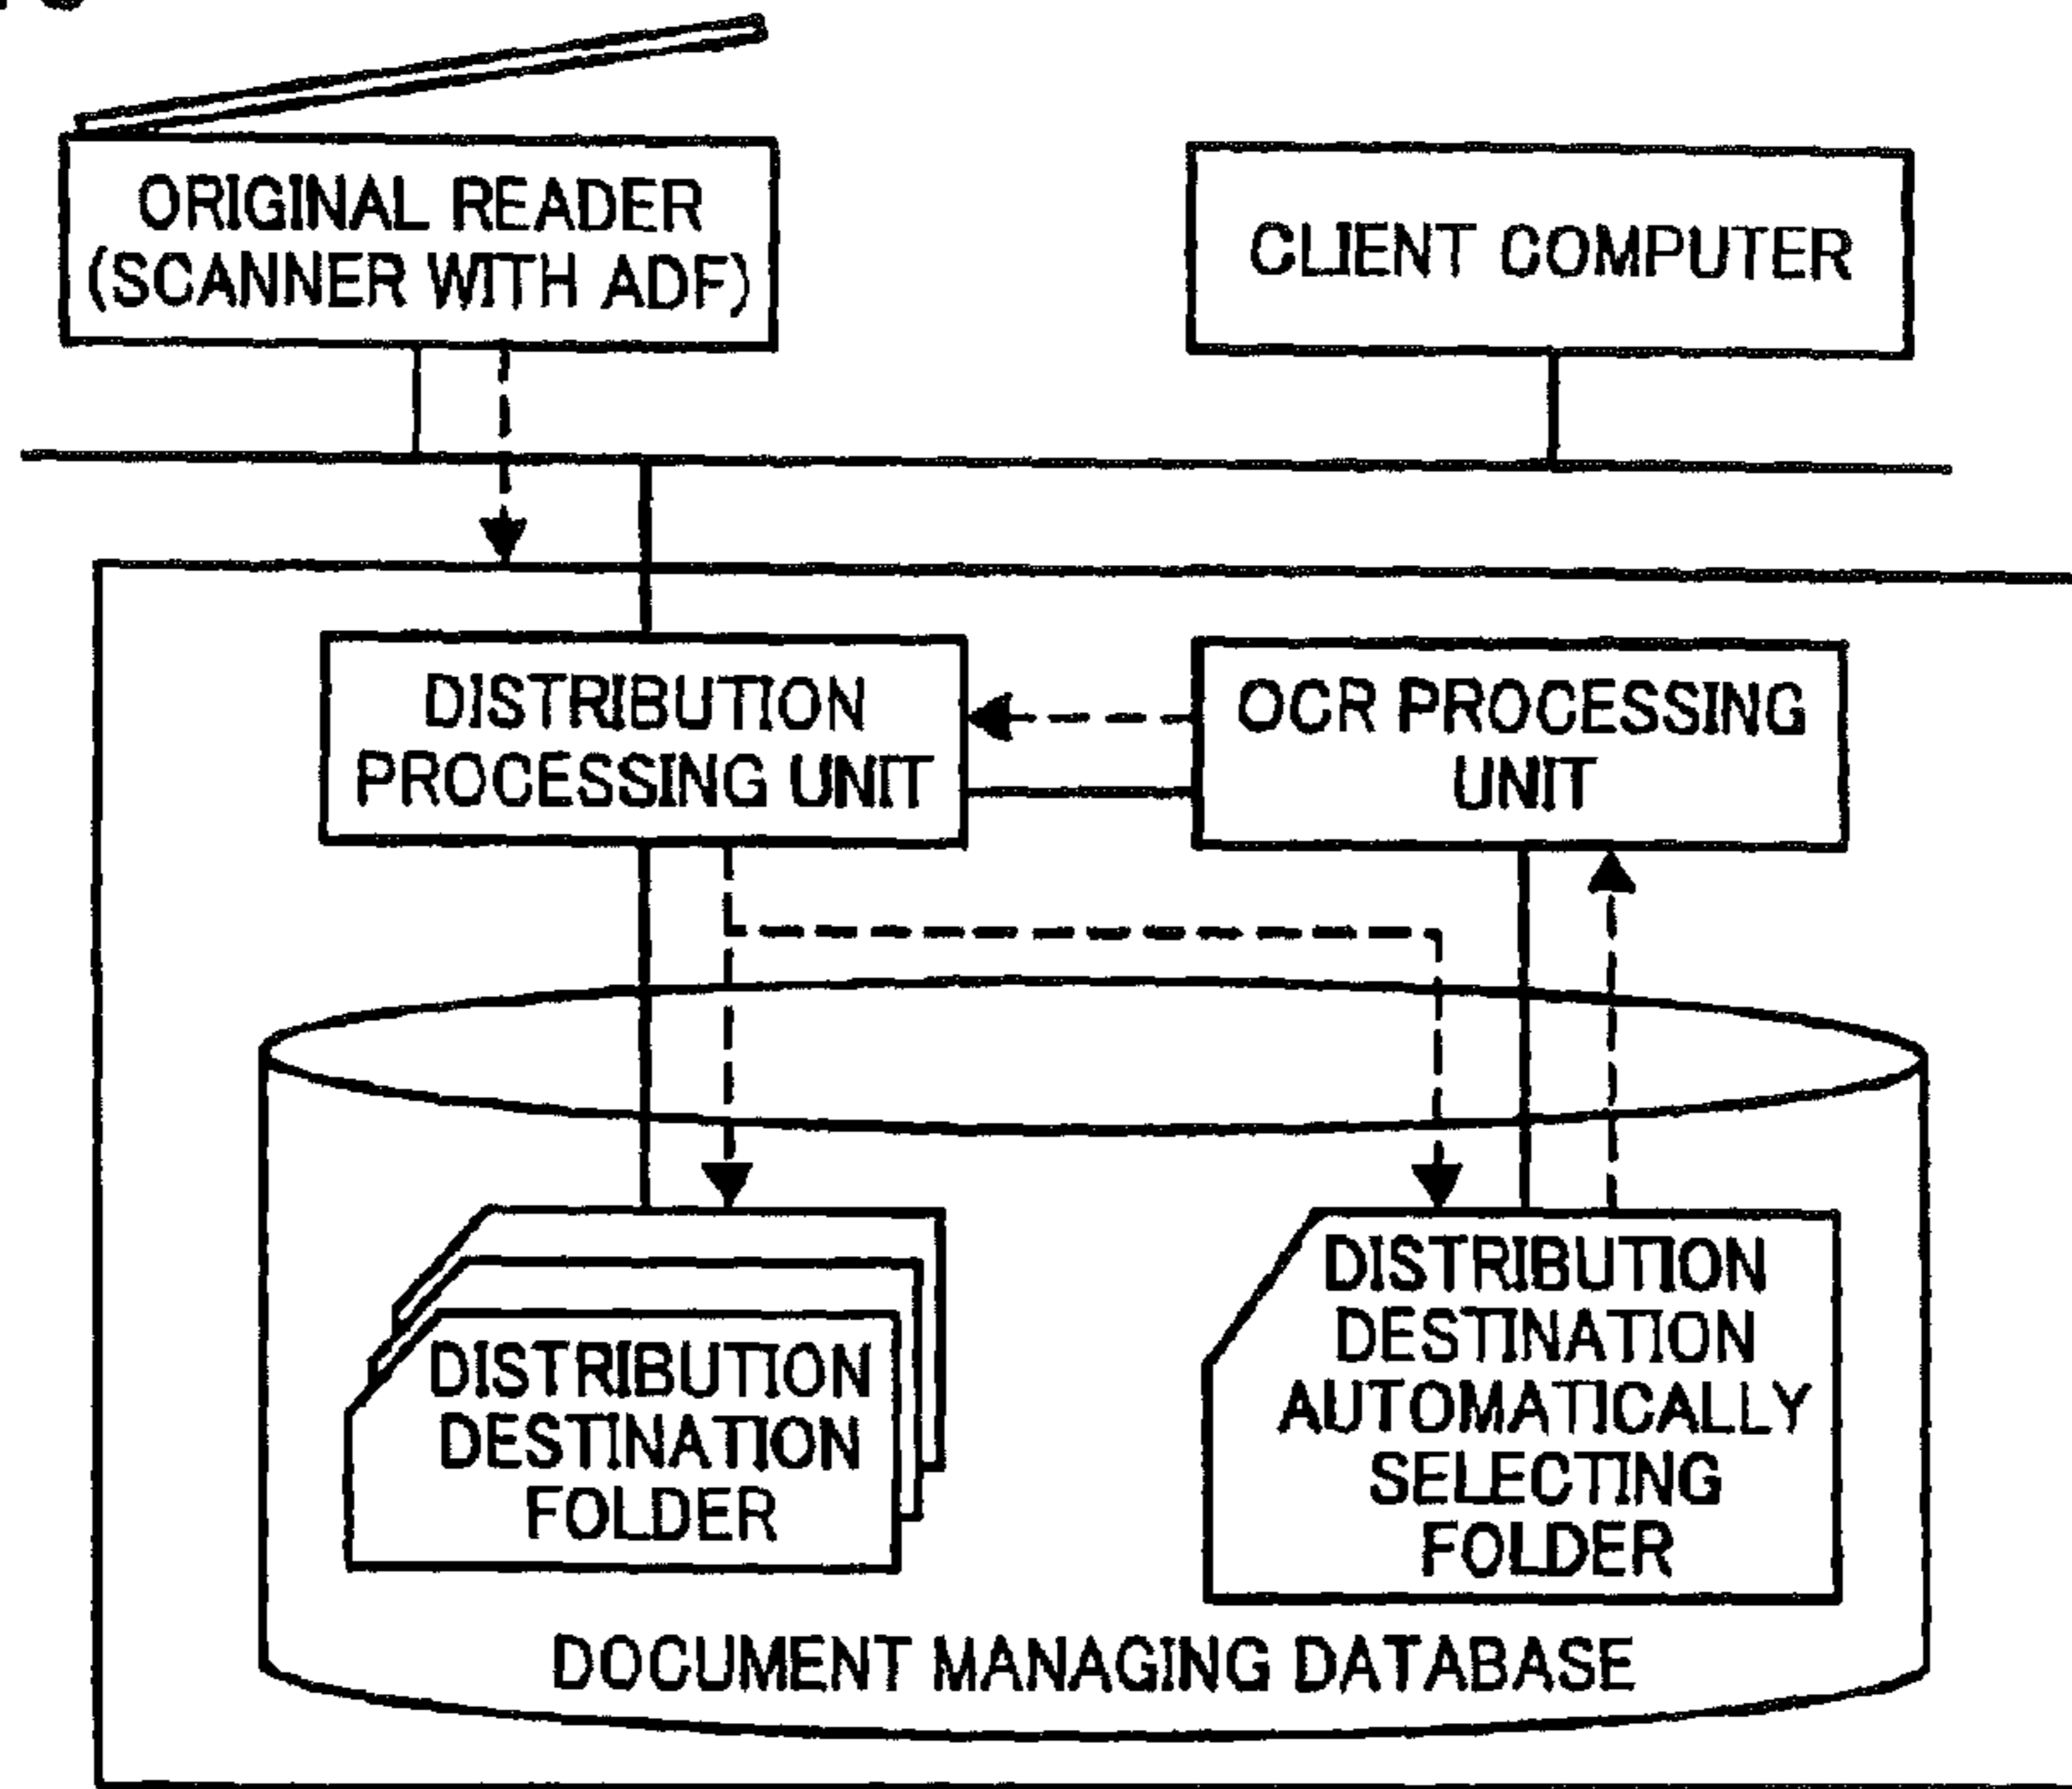 ORIGINAL READER
(SCANNER WITH ADF)
CLIENT COMPUTER
DISTRIBUTION
PROCESSING UNIT
OCR PROCESSING
UNIT
DISTRIBUTION
DESTINATION
FOLDER
DISTRIBUTION
DESTINATION
AUTOMATICALLY
SELECTING
FOLDER
DOCUMENT MANAGING DATABASE